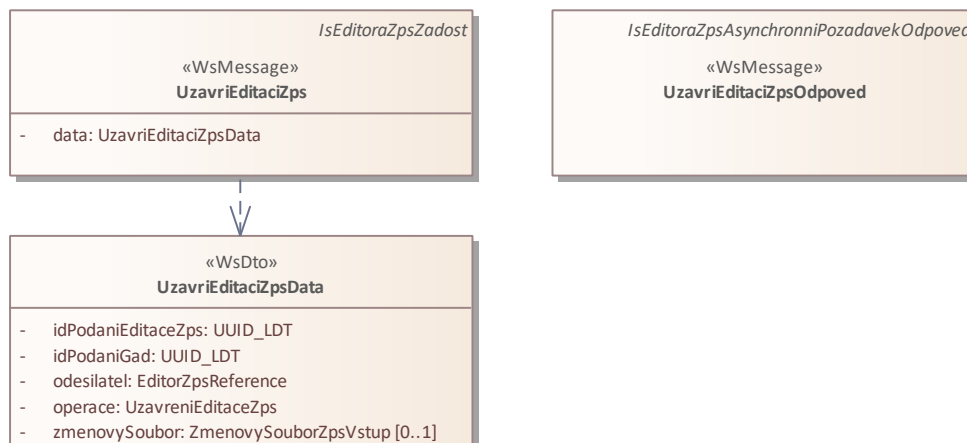 IsEditoraZpsZadost
«WsMessage»
UzavriEditaciZps
- data: UzavriEditaciZpsData
IsEditoraZpsAsynchronniPozadavekOdpoved
«WsMessage»
UzavriEditaciZpsOdpoved
«WsDto»
UzavriEditaciZpsData
- idPodaniEditaceZps: UUID_LDT
- idPodaniGad: UUID_LDT
- odesilatel: EditorZpsReference
- operace: UzavreniEditaceZps
- zmenovySoubor: ZmenovySouborZpsVstup [0..1]